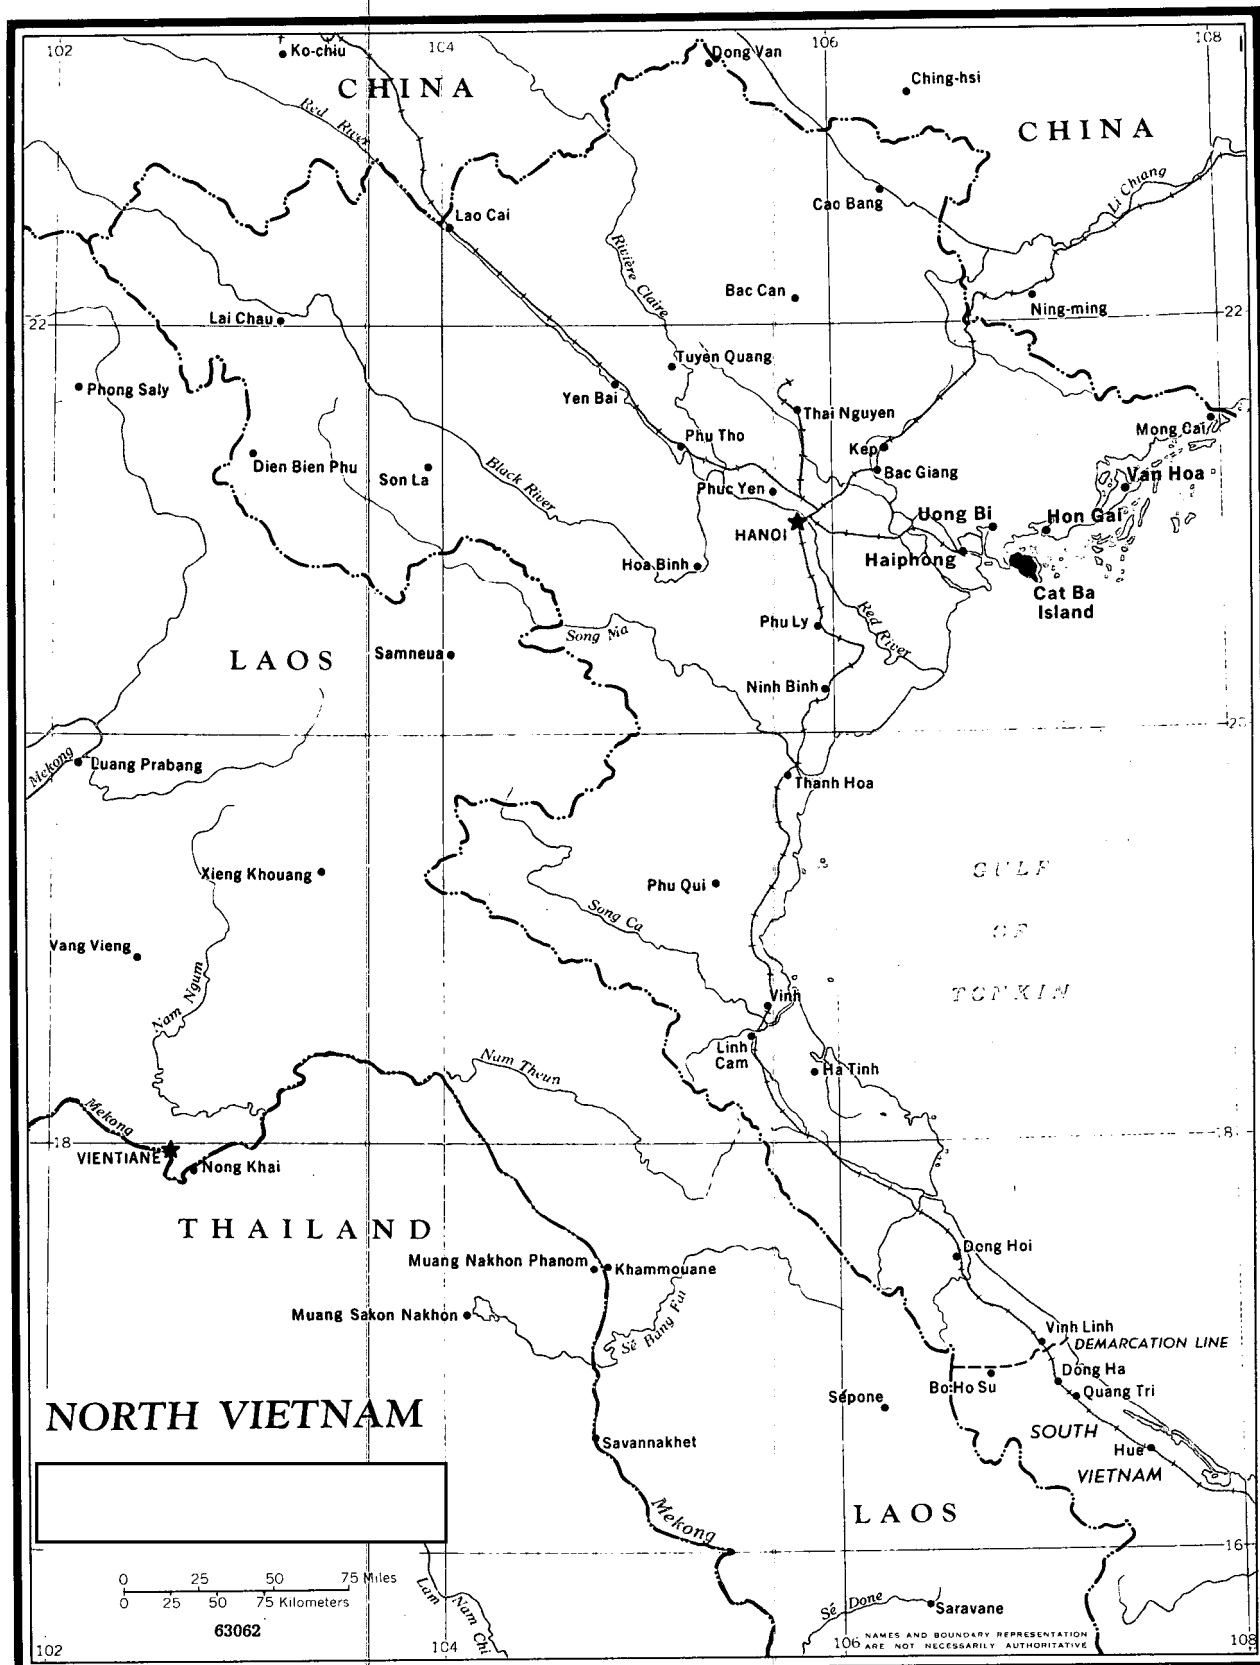 102
104
106
108
Ko-chiu
Dong Van
CHINA
Ching-hsi
CHINA
Red River
Li Chiang
Cao Bang
Lao Cai
Rivière Claire
Bac Can
Ning-ming
Lai Chau
22
22
Tuyen Quang
Phong Saly
Yen Bai
Thai Nguyen
Mong Cai
Phu Tho
Kep
Dien Bien Phu
Son La
Black River
Bac Giang
Van Hoa
Phuc Yen
Uong Bi
Hon Gai
HANOI
Haiphong
Hoa Binh
Cat Ba
Island
Phu Ly
Red River
Song Ma
LAOS
Samneua
Ninh Binh
20
Mekong
Luang Prabang
Thanh Hoa
GULF
OF
TONKIN
Xieng Khouang
Phu Qui
Song Ca
Vang Vieng
Nam Ngum
Vinh
Linh
Cam
Ha Tinh
Nam Theun
Mekong
18
18
VIENTIANE
Nong Khai
THAILAND
Dong Hoi
Muang Nakhon Phanom
Khammouane
Muang Sakon Nakhon
Sé Bang Fai
Vinh Linh
DEMARCATION LINE
Dong Ha
Bo Ho Su
Quang Tri
Sépone
NORTH VIETNAM
SOUTH
VIETNAM
Hue
Savannakhet
Mekong
LAOS
16
0 25 50 75 Miles
0 25 50 75 Kilometers
63062
Lam Nam Chi
Sé Done
Saravane
NAMES AND BOUNDARY REPRESENTATION
ARE NOT NECESSARILY AUTHORITATIVE
102
104
106
108